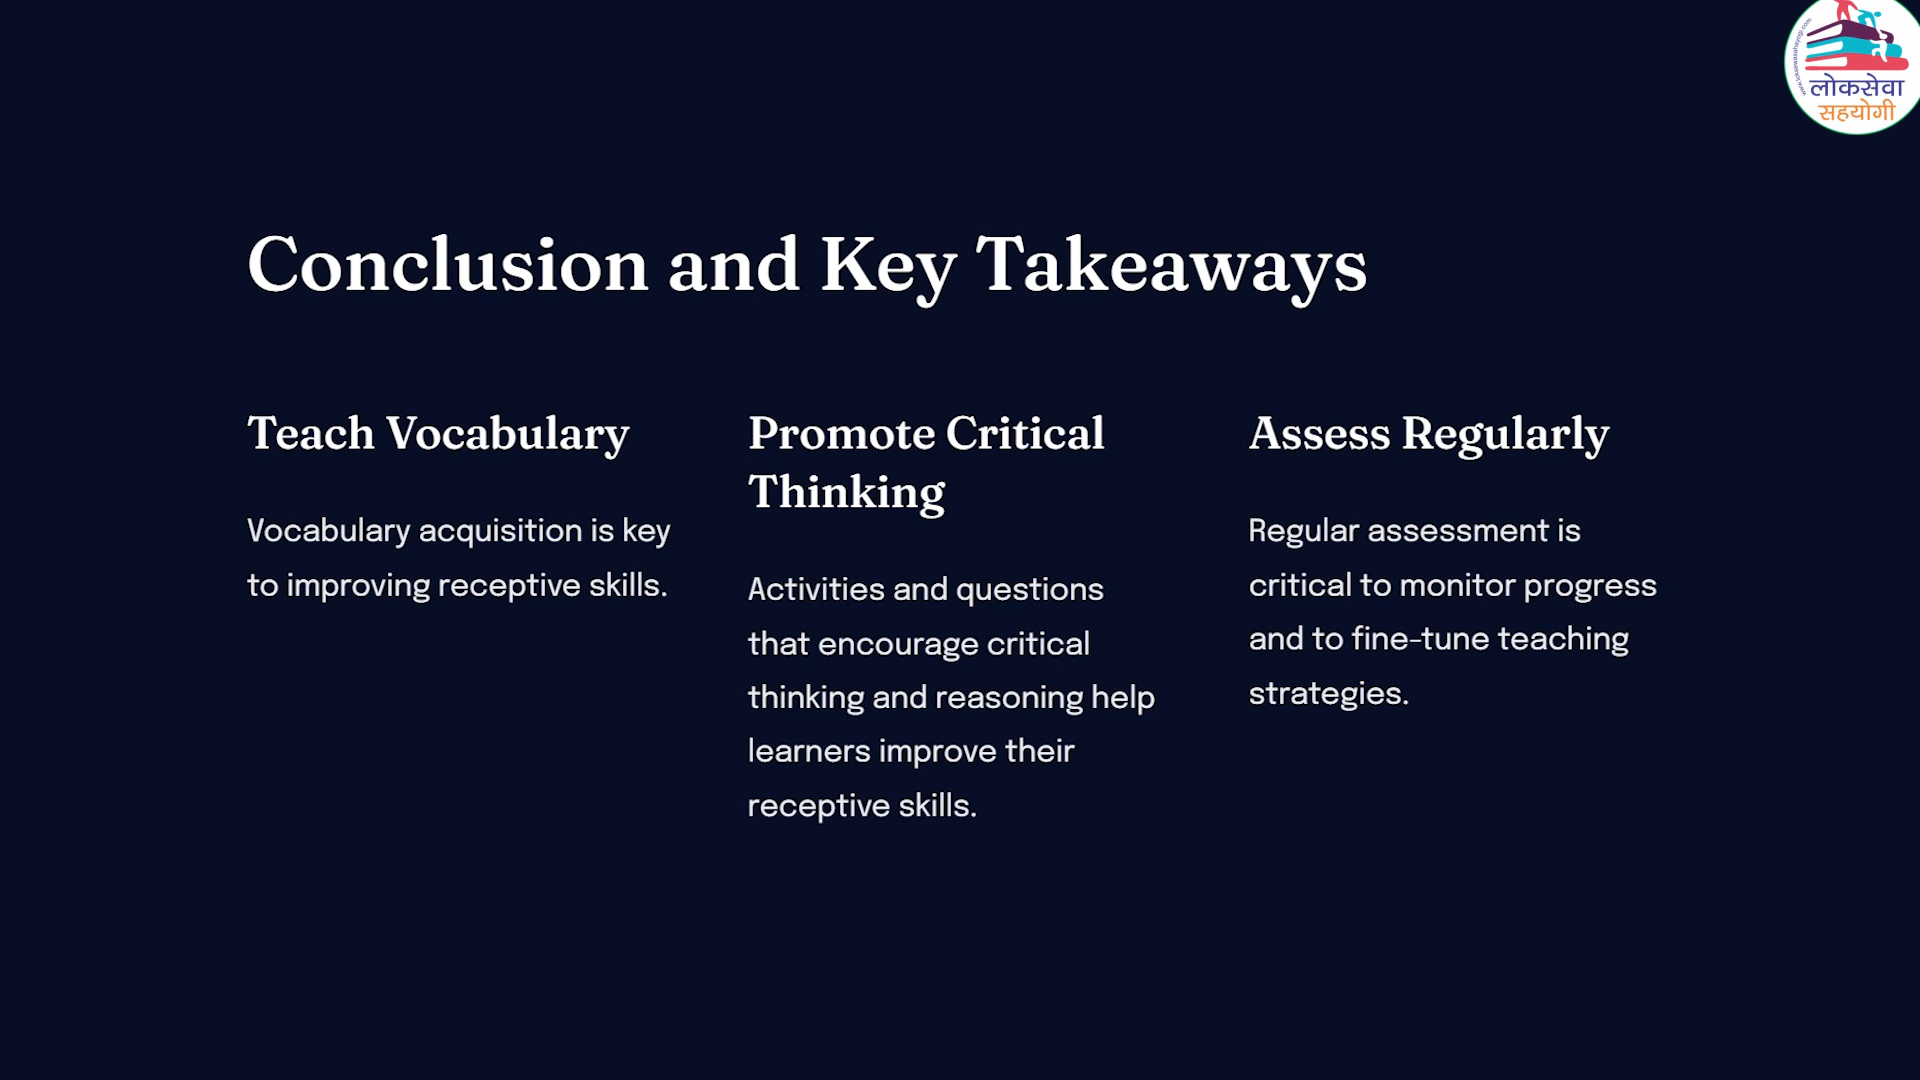 Conclusion and Key Takeaways
Teach Vocabulary
Vocabulary acquisition is key
to improving receptive skills.
Promote Critical
Thinking
Activities and questions
that encourage critical
thinking and reasoning help
learners improve their
receptive skills.
Assess Regularly
Regular assessment is
critical to monitor progress
and to fine-tune teaching
strategies.
लोकसेवा
सहयोगी